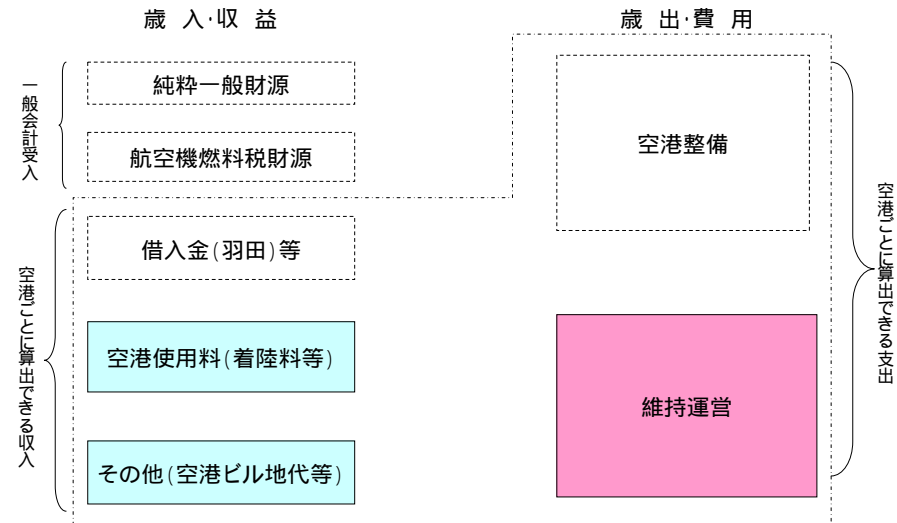 歳入･収益
歳出･費用
一般会計受入
純粋一般財源
航空機燃料税財源
空港ごとに算出できる収入
借入金(羽田)等
空港使用料(着陸料等)
その他(空港ビル地代等)
空港整備
維持運営
空港ごとに算出できる支出